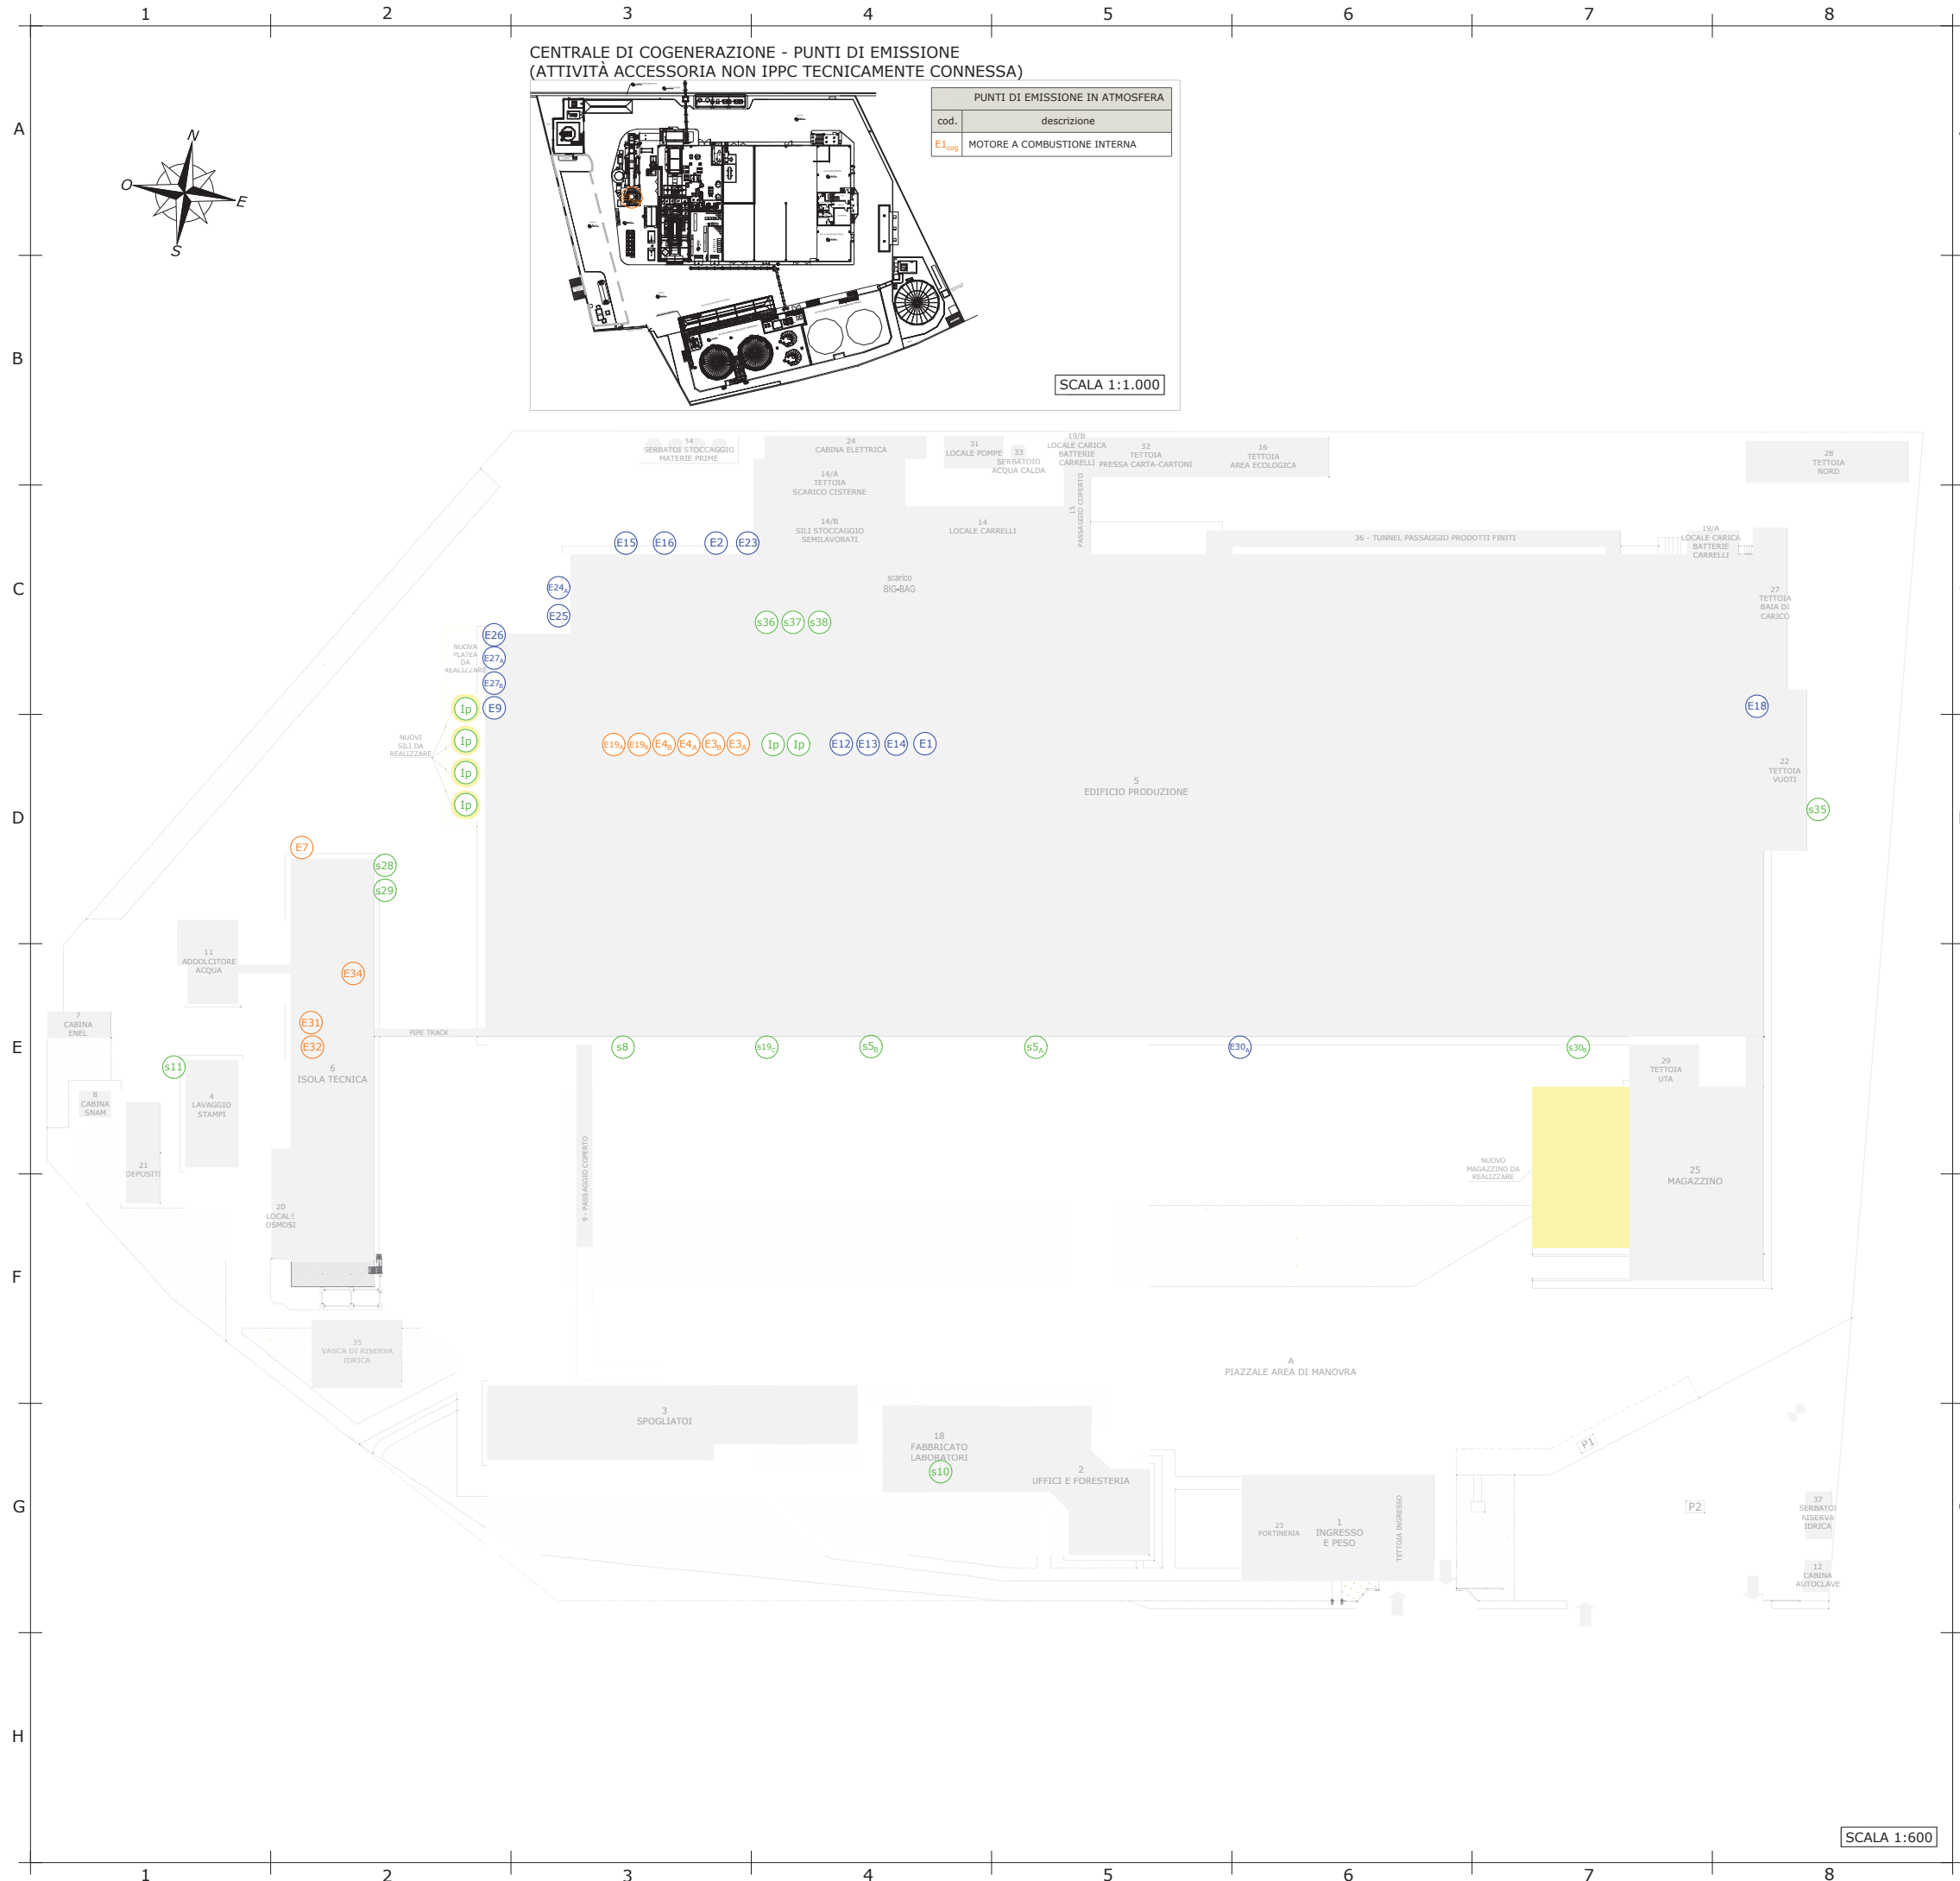 1 2 3 4 5 6 7 8
CENTRALE DI COGENERAZIONE - PUNTI DI EMISSIONE
(ATTIVITÀ ACCESSORIA NON IPPC TECNICAMENTE CONNESSA)
A
PUNTI DI EMISSIONE IN ATMOSFERA
cod. descrizione
E1cog MOTORE A COMBUSTIONE INTERNA
N
O
E
S
B
SCALA 1:1.000
34
SERBATOI STOCCAGGIO
MATERIE PRIME
24
CABINA ELETTRICA
31
LOCALE POMPE
33
SERBATOIO
ACQUA CALDA
19/B
LOCALE CARICA
BATTERIE
CARRELLI
32
TETTOIA
PRESSA CARTA-CARTONI
16
TETTOIA
AREA ECOLOGICA
28
TETTOIA
NORD
14/A
TETTOIA
SCARICO CISTERNE
14/B
SILI STOCCAGGIO
SEMILAVORATI
14
LOCALE CARRELLI
15
PASSAGGIO COPERTO
36 - TUNNEL PASSAGGIO PRODOTTI FINITI
19/A
LOCALE CARICA
BATTERIE
CARRELLI
E15 E16 E2 E23
C
scarico
BIG-BAG
E24A
E25
27
TETTOIA
BAIA DI
CARICO
s36 s37 s38
E26
NUOVA
PLATEA
DA
REALIZZARE
E27A
E27B
Ip E9
E18
NUOVI
SILI DA
REALIZZARE
Ip
E19A E19B E4B E4A E3B E3A Ip Ip E12 E13 E14 E1
Ip
22
TETTOIA
VUOTI
5
EDIFICIO PRODUZIONE
Ip
s35
D
E7
s28
s29
11
ADDOLCITORE
ACQUA
E34
7
CABINA
ENEL
E31
PIPE TRACK
E
E32
s8 s19C s5B s5A E30A s30B
s11
6
ISOLA TECNICA
29
TETTOIA
UTA
8
CABINA
SNAM
4
LAVAGGIO
STAMPI
21
DEPOSITI
9 - PASSAGGIO COPERTO
NUOVO
MAGAZZINO DA
REALIZZARE
25
MAGAZZINO
20
LOCALE
OSMOSI
F
35
VASCA DI RISERVA
IDRICA
A
PIAZZALE AREA DI MANOVRA
3
SPOGLIATOI
18
FABBRICATO
LABORATORI
s10
2
UFFICI E FORESTERIA
P1
G
P2
23
PORTINERIA
1
INGRESSO
E PESO
TETTOIA INGRESSO
37
SERBATOI
RISERVA
IDRICA
12
CABINA
AUTOCLAVE
H
SCALA 1:600
1 2 3 4 5 6 7 8